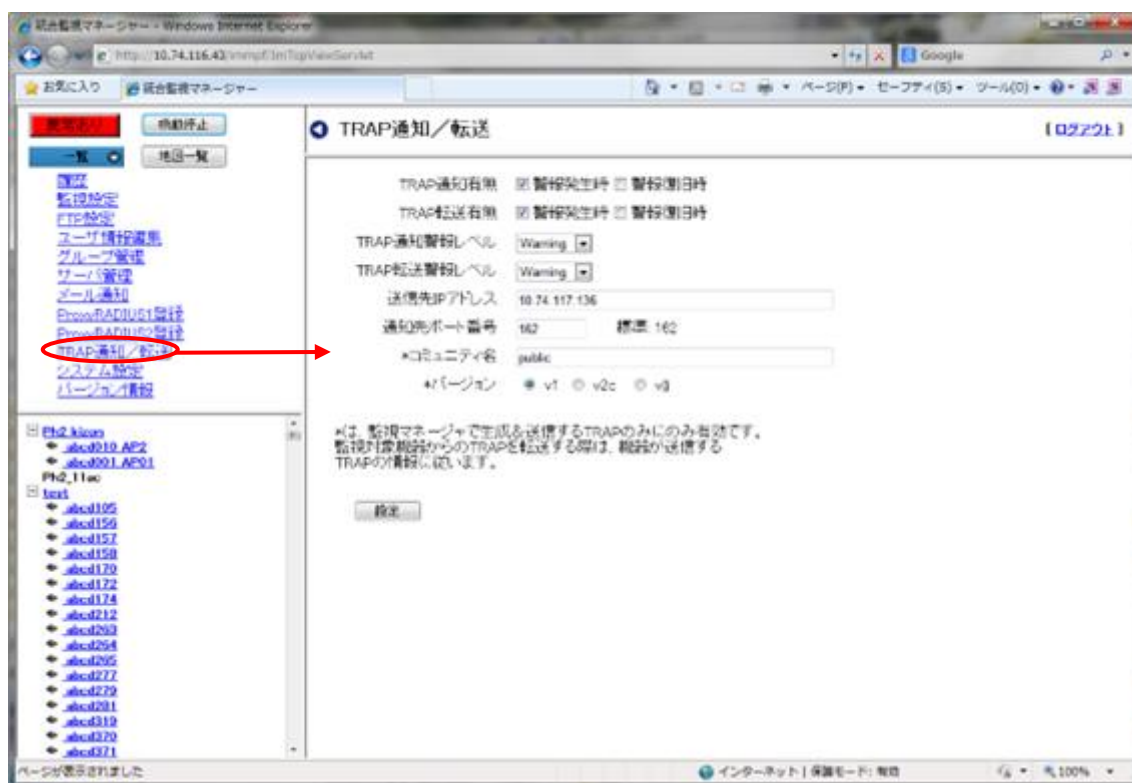 統合監視マネージャー - Windows Internet Explorer
http://10.74.116.43/mmpf/ImTopViewServlet
Google
お気に入り
統合監視マネージャー
ページ(P)
セーフティ(S)
ツール(O)
異常あり
鳴動停止
一覧
地図一覧
履歴
監視設定
FTP設定
ユーザ情報編集
グループ管理
サーバ管理
メール通知
ProxyRADIUS1登録
ProxyRADIUS2登録
TRAP通知／転送
システム設定
バージョン情報
TRAP通知／転送
[ログアウト]
TRAP通知有無 警報発生時 警報復旧時
TRAP転送有無 警報発生時 警報復旧時
TRAP通知警報レベル Warning
TRAP転送警報レベル Warning
送信先IPアドレス 10.74.117.136
通知先ポート番号 162 標準 162
*コミュニティ名 public
*バージョン v1 v2c v3
*は、監視マネージャで生成&送信するTRAPのみにのみ有効です。
監視対象機器からのTRAPを転送する際は、機器が送信する
TRAPの情報に従います。
設定
Ph2_kizon
abcd010_AP2
abcd001_AP01
Ph2_11ac
test
abcd105
abcd156
abcd157
abcd158
abcd170
abcd172
abcd174
abcd212
abcd263
abcd264
abcd265
abcd277
abcd279
abcd281
abcd319
abcd370
abcd371
ページが表示されました
インターネット | 保護モード: 有効
100%